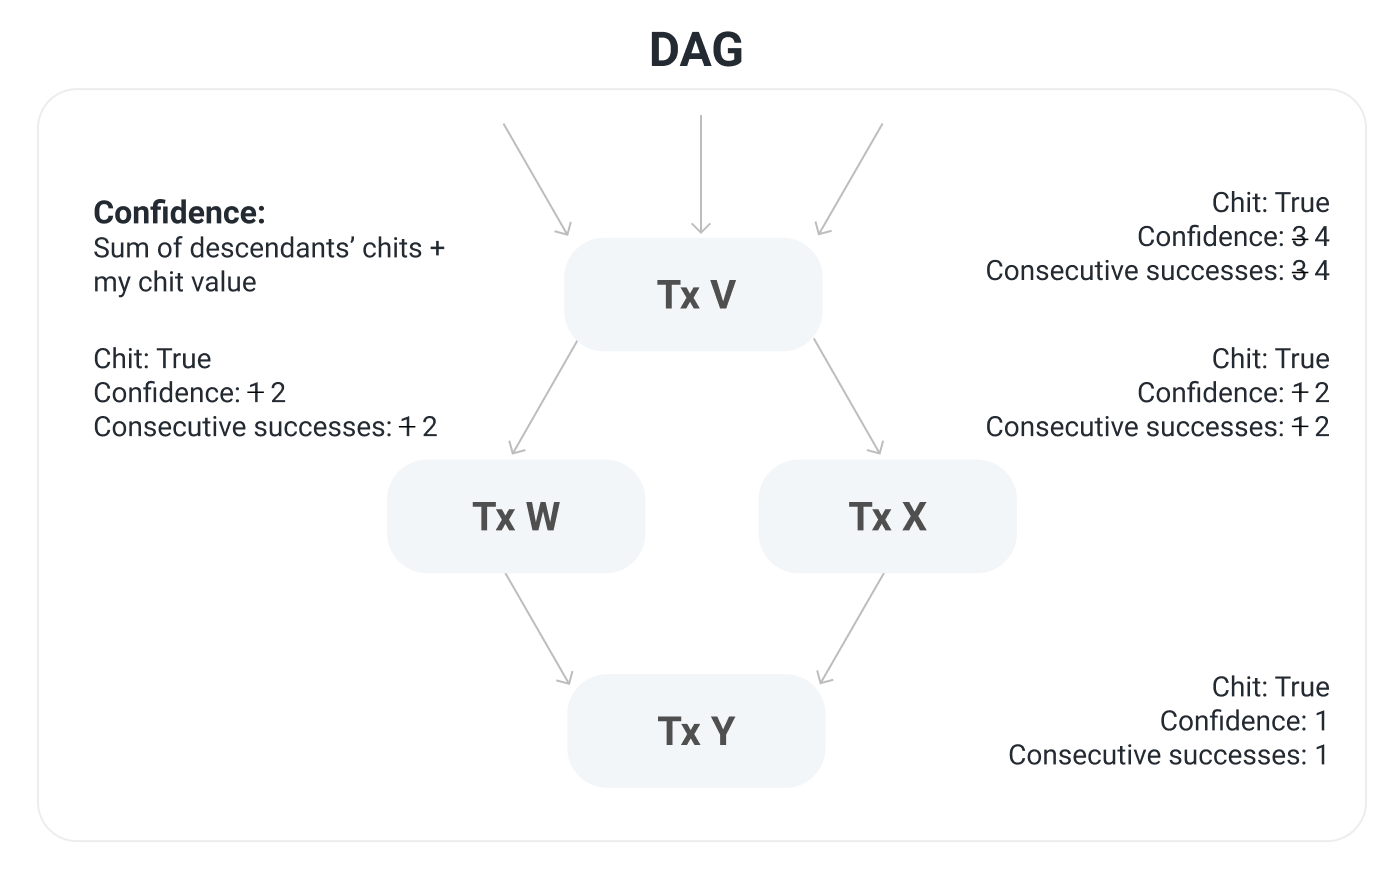 DAG
Confidence:
Sum of descendants’ chits +
my chit value
Chit: True
Confidence: 3 4
Consecutive successes: 3 4
Tx V
Chit: True
Confidence: 1 2
Consecutive successes: 1 2
Chit: True
Confidence: 1 2
Consecutive successes: 1 2
Tx W
Tx X
Chit: True
Confidence: 1
Consecutive successes: 1
Tx Y